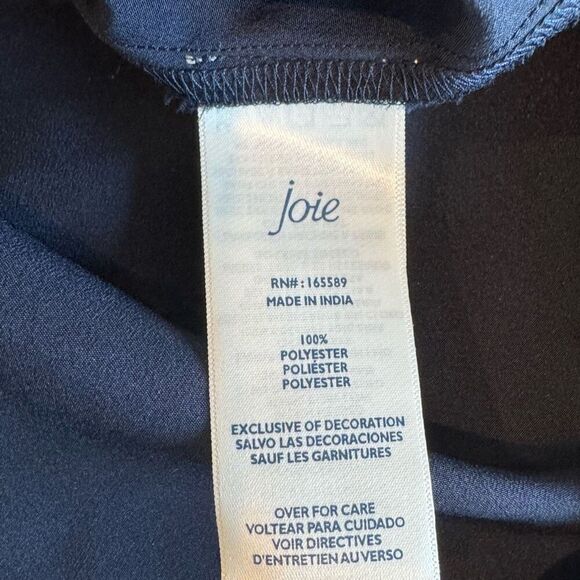 joie
RN#: 165589
MADE IN INDIA
100%
POLYESTER
POLIÉSTER
POLYESTER
EXCLUSIVE OF DECORATION
SALVO LAS DECORACIONES
SAUF LES GARNITURES
OVER FOR CARE
VOLTEAR PARA CUIDADO
VOIR DIRECTIVES
D'ENTRETIEN AU VERSO